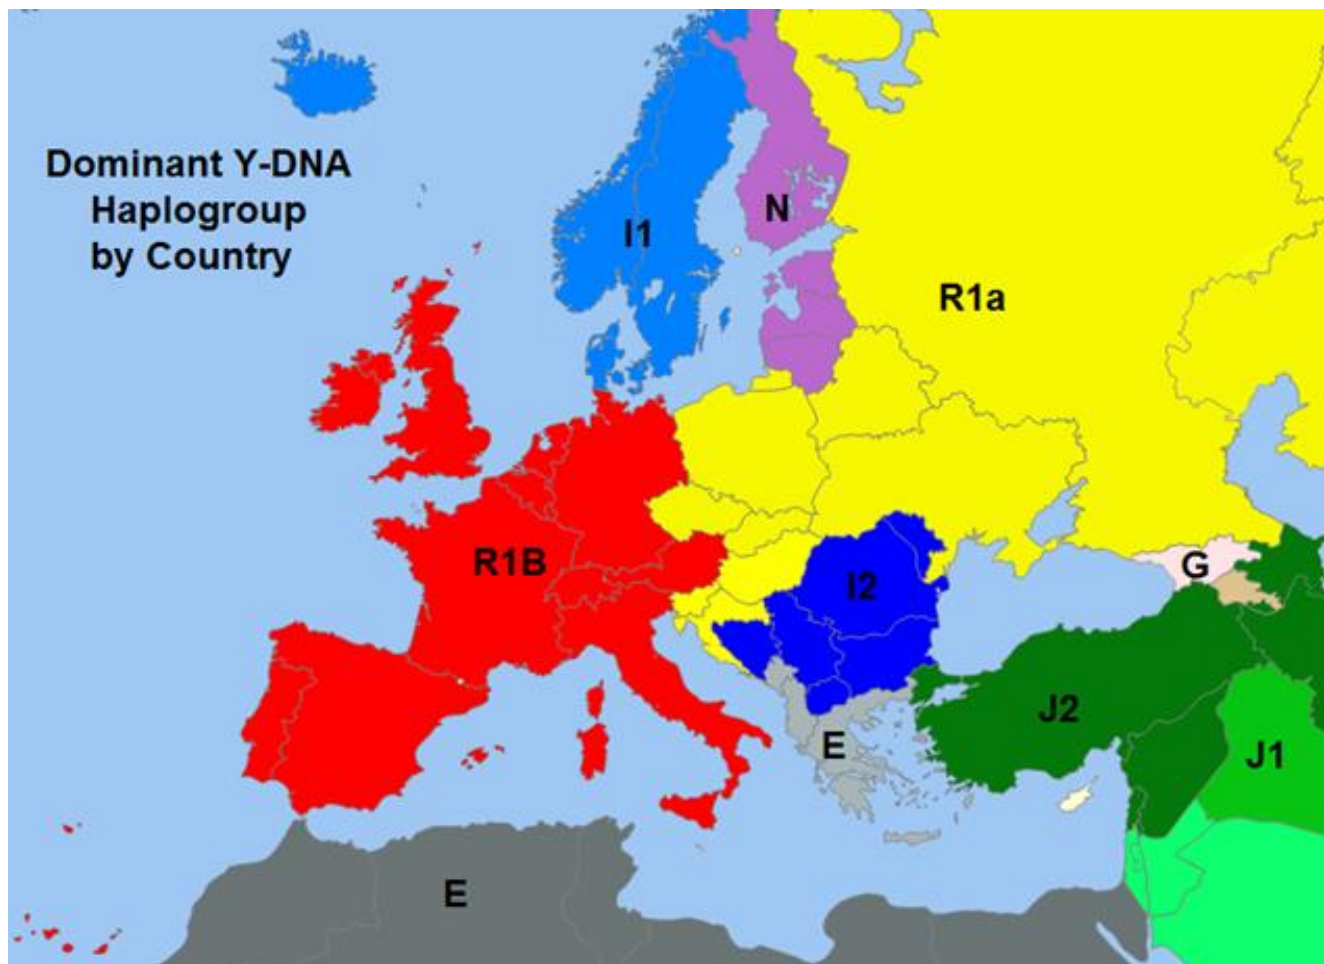 Dominant Y-DNA
Haplogroup
by Country
N
I1
R1a
R1B
G
I2
J2
E
J1
E